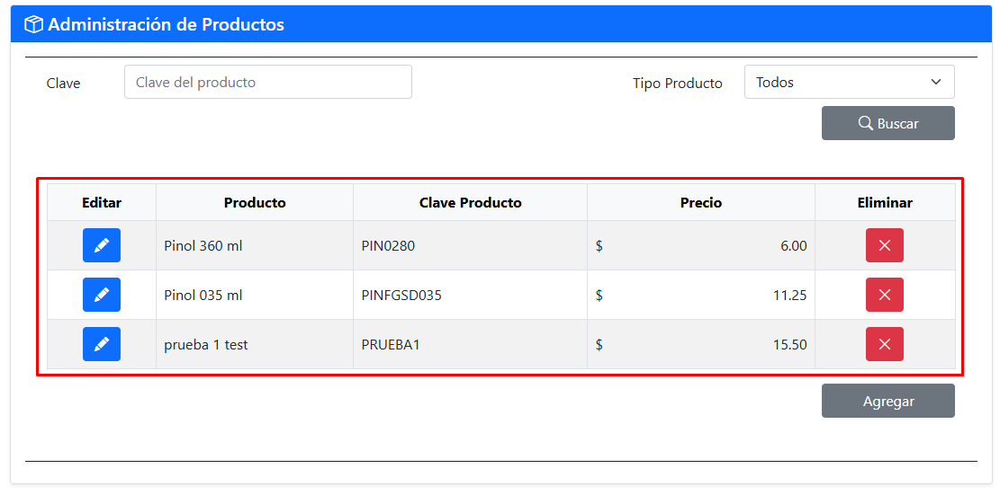 Administración de Productos
Clave Clave del producto Tipo Producto Todos
Buscar
Editar Producto Clave Producto Precio Eliminar
Pinol 360 ml PIN0280 $ 6.00
Pinol 035 ml PINFGSD035 $ 11.25
prueba 1 test PRUEBA1 $ 15.50
Agregar